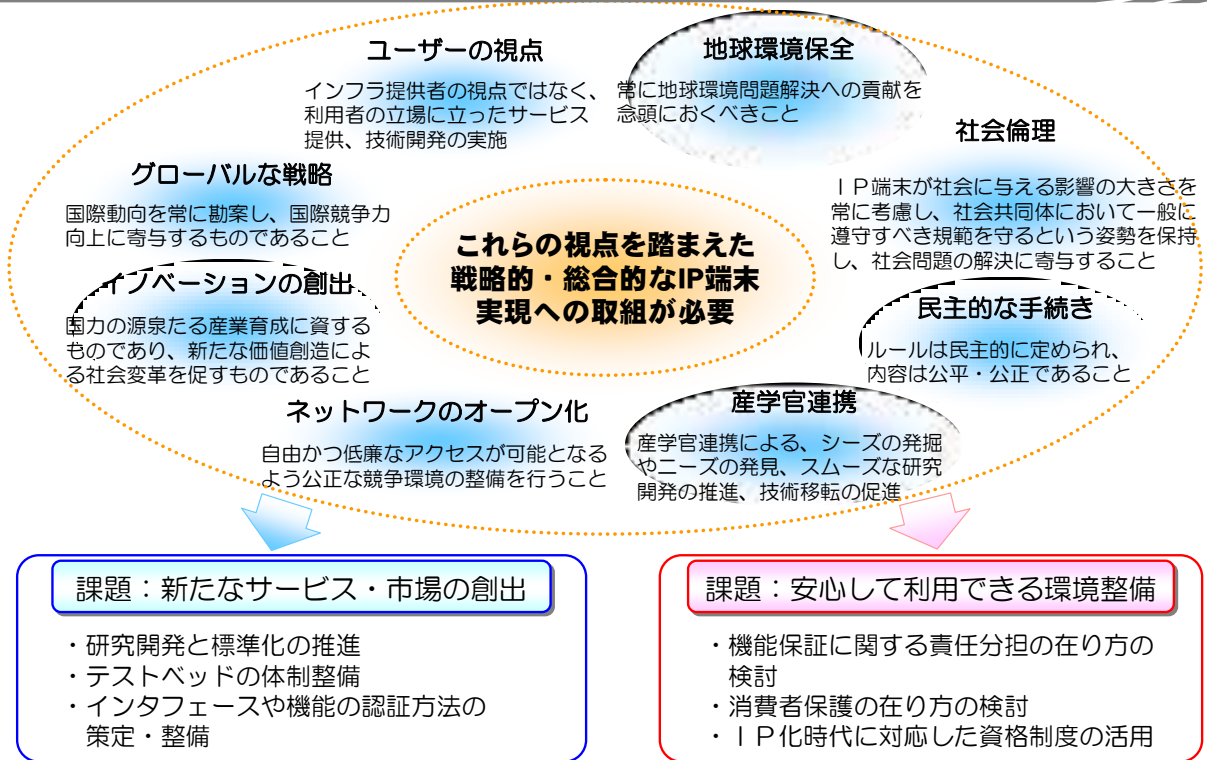 ユーザーの視点
インフラ提供者の視点ではなく、
利用者の立場に立ったサービス
提供、技術開発の実施
地球環境保全
常に地球環境問題解決への貢献を
念頭におくべきこと
社会倫理
ＩＰ端末が社会に与える影響の大きさを
常に考慮し、社会共同体において一般に
遵守すべき規範を守るという姿勢を保持
し、社会問題の解決に寄与すること
グローバルな戦略
国際動向を常に勘案し、国際競争力
向上に寄与するものであること
これらの視点を踏まえた
戦略的・総合的なIP端末
実現への取組が必要
イノベーションの創出
国力の源泉たる産業育成に資する
ものであり、新たな価値創造によ
る社会変革を促すものであること
民主的な手続き
ルールは民主的に定められ、
内容は公平・公正であること
ネットワークのオープン化
自由かつ低廉なアクセスが可能となる
よう公正な競争環境の整備を行うこと
産学官連携
産学官連携による、シーズの発掘
やニーズの発見、スムーズな研究
開発の推進、技術移転の促進
課題：新たなサービス・市場の創出
・研究開発と標準化の推進
・テストベッドの体制整備
・インタフェースや機能の認証方法の
策定・整備
課題：安心して利用できる環境整備
・機能保証に関する責任分担の在り方の
検討
・消費者保護の在り方の検討
・ＩＰ化時代に対応した資格制度の活用